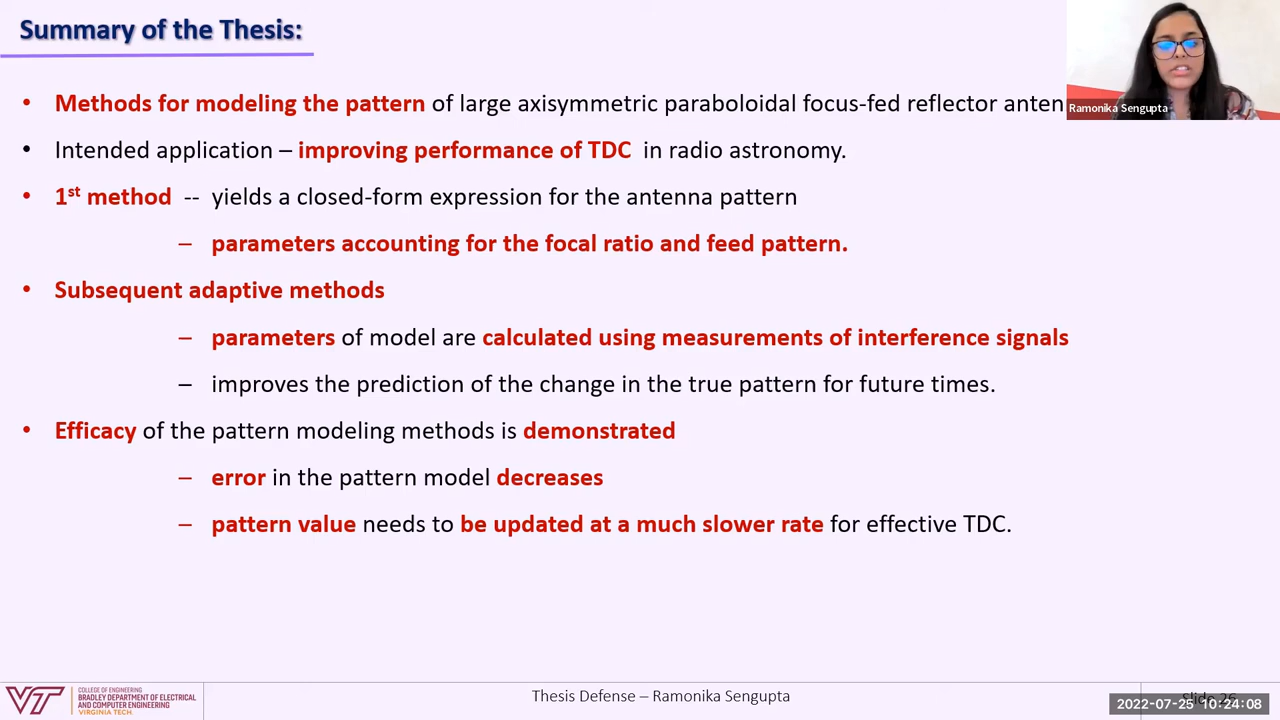 Summary of the Thesis:
• Methods for modeling the pattern of large axisymmetric paraboloidal focus-fed reflector anten
Ramonika Sengupta
• Intended application – improving performance of TDC in radio astronomy.
• 1st method -- yields a closed-form expression for the antenna pattern
– parameters accounting for the focal ratio and feed pattern.
• Subsequent adaptive methods
– parameters of model are calculated using measurements of interference signals
– improves the prediction of the change in the true pattern for future times.
• Efficacy of the pattern modeling methods is demonstrated
– error in the pattern model decreases
– pattern value needs to be updated at a much slower rate for effective TDC.
VT
COLLEGE OF ENGINEERING
BRADLEY DEPARTMENT OF ELECTRICAL
AND COMPUTER ENGINEERING
VIRGINIA TECH.
Thesis Defense – Ramonika Sengupta
Slide 26
2022-07-25 10:24:08